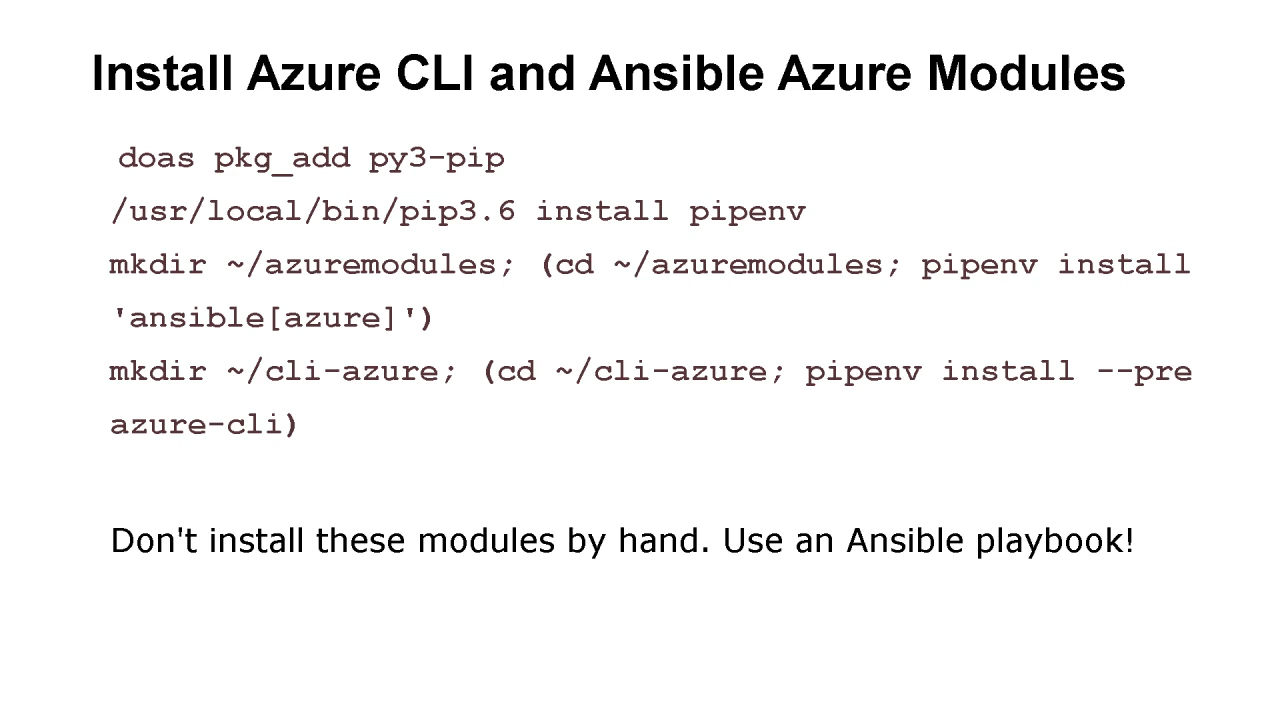 Install Azure CLI and Ansible Azure Modules
doas pkg_add py3-pip
/usr/local/bin/pip3.6 install pipenv
mkdir ~/azuremodules; (cd ~/azuremodules; pipenv install
'ansible[azure]')
mkdir ~/cli-azure; (cd ~/cli-azure; pipenv install --pre
azure-cli)
Don't install these modules by hand. Use an Ansible playbook!